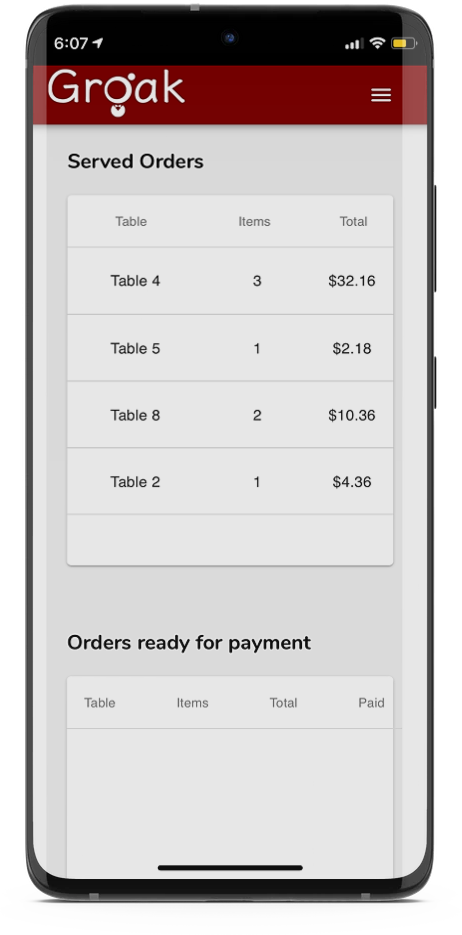 6:07
Groak
Served Orders
Table Items Total
Table 4 3 $32.16
Table 5 1 $2.18
Table 8 2 $10.36
Table 2 1 $4.36
Orders ready for payment
Table Items Total Paid